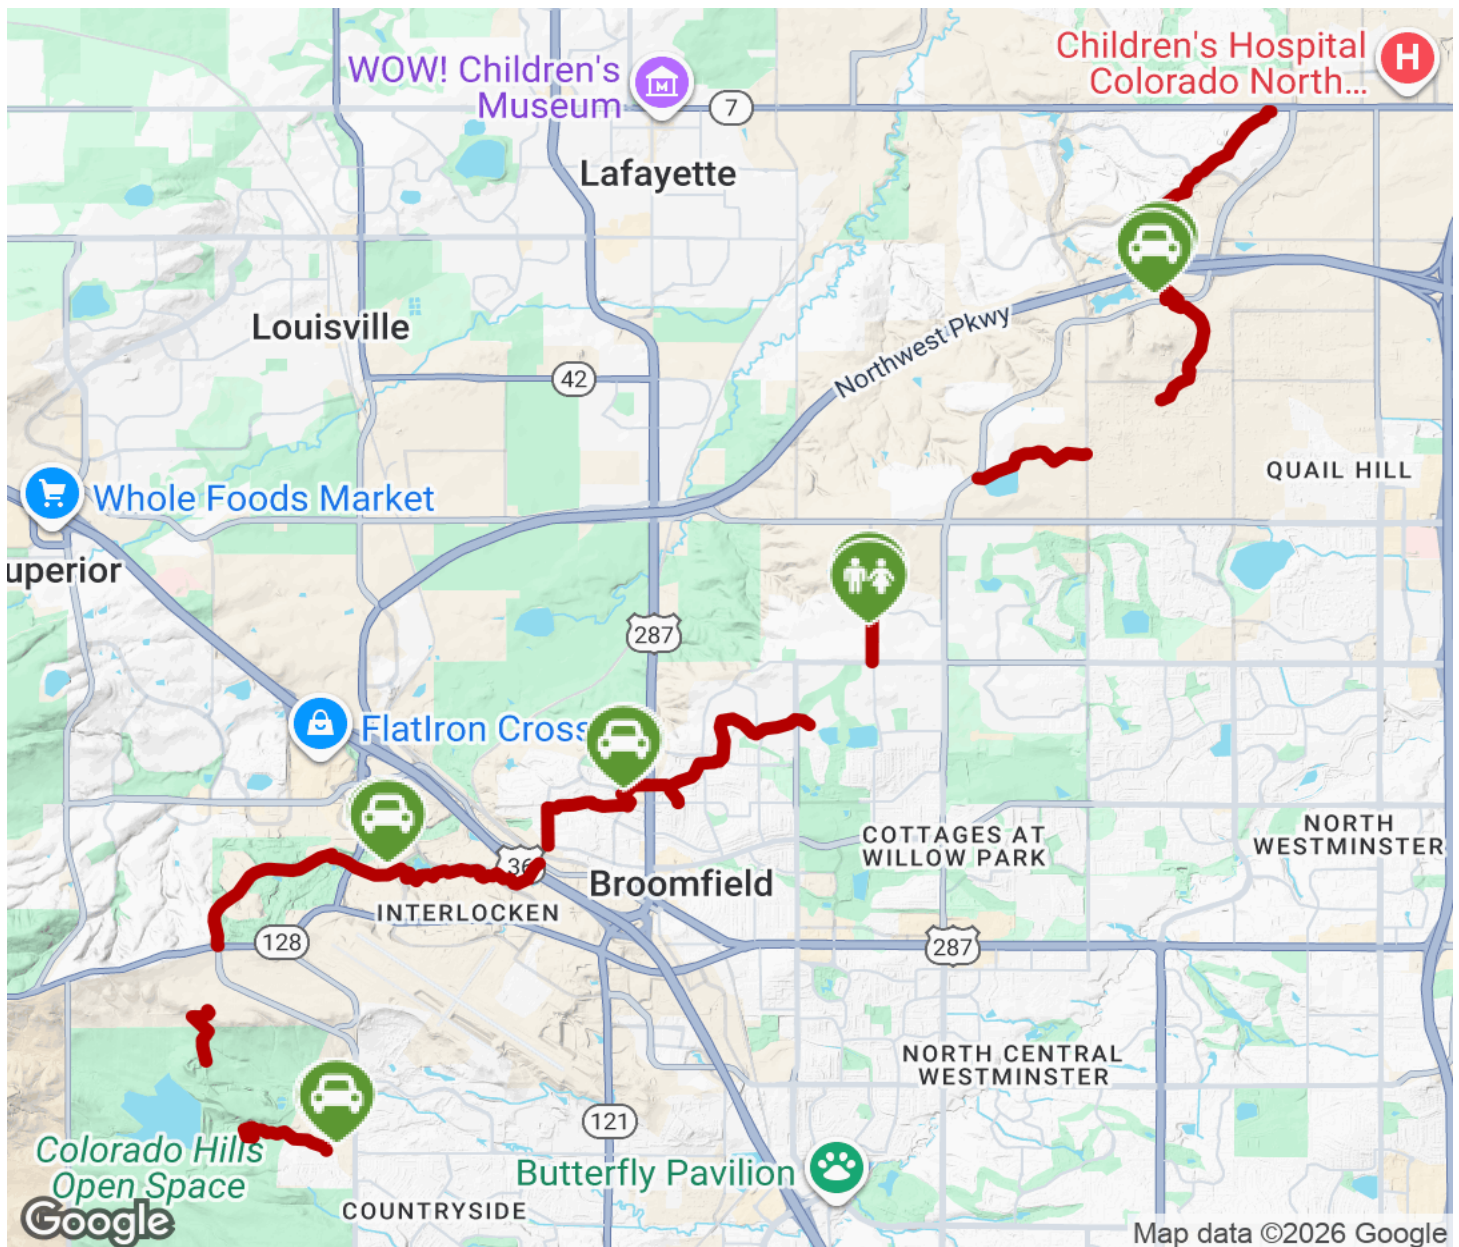 WOW! Children's
Museum
7
Children's Hospital
Colorado North...
H
M
Lafayette
Louisville
42
Northwest Pkwy
QUAIL HILL
Whole Foods Market
uperior
287
FlatIron Cross
COTTAGES AT
WILLOW PARK
NORTH
WESTMINSTER
36
Broomfield
INTERLOCKEN
128
287
NORTH CENTRAL
WESTMINSTER
121
Colorado Hills
Open Space
Butterfly Pavilion
COUNTRYSIDE
Google
Map data ©2026 Google